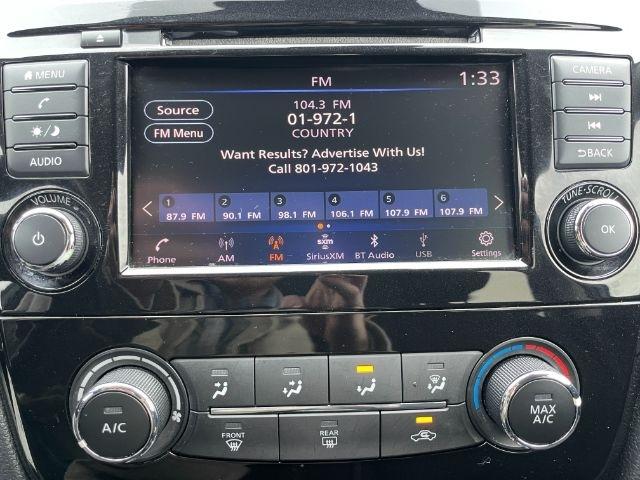 MENU
AUDIO
VOLUME
FM
1:33
Source
FM Menu
104.3 FM
01-972-1
COUNTRY
Want Results? Advertise With Us!
Call 801-972-1043
1 2 3 4 5 6
87.9 FM 90.1 FM 98.1 FM 106.1 FM 107.9 FM 107.9 FM
Phone AM FM SiriusXM BT Audio USB Settings
sxm
CAMERA
BACK
TUNE·SCROLL
OK
A/C
FRONT
REAR
MAX
A/C